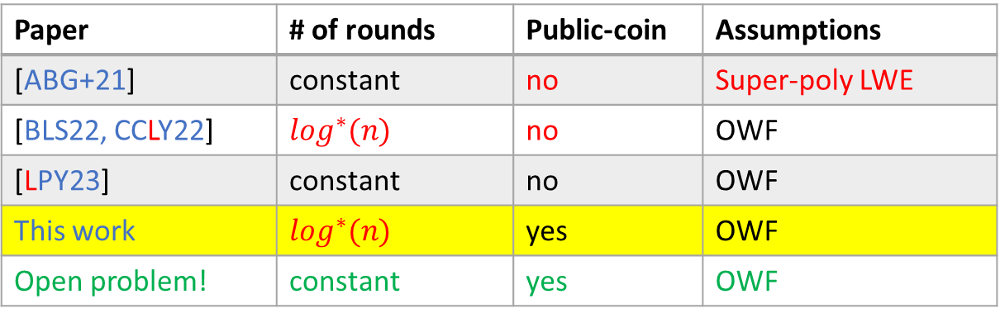 Paper # of rounds Public-coin Assumptions
[ABG+21] constant no Super-poly LWE
[BLS22, CCLY22] log*(n) no OWF
[LPY23] constant no OWF
This work log*(n) yes OWF
Open problem! constant yes OWF